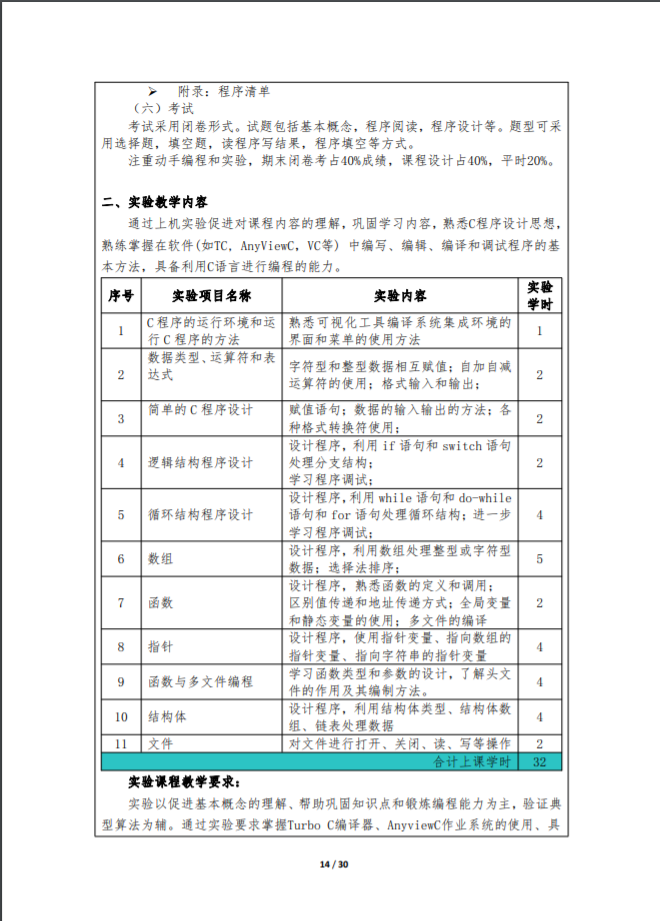 ➢ 附录：程序清单
（六）考试
考试采用闭卷形式。试题包括基本概念，程序阅读，程序设计等。题型可采
用选择题，填空题，读程序写结果，程序填空等方式。
注重动手编程和实验，期末闭卷考占40%成绩，课程设计占40%，平时20%。
二、实验教学内容
通过上机实验促进对课程内容的理解，巩固学习内容，熟悉C程序设计思想，
熟练掌握在软件(如TC，AnyViewC，VC等) 中编写、编辑、编译和调试程序的基
本方法，具备利用C语言进行编程的能力。
序号 实验项目名称 实验内容 实验
学时
1 C程序的运行环境和运 熟悉可视化工具编译系统集成环境的 1
行C程序的方法 界面和菜单的使用方法
2 数据类型、运算符和表 字符型和整型数据相互赋值；自加自减 2
达式 运算符的使用；格式输入和输出；
3 简单的C程序设计 赋值语句；数据的输入输出的方法；各 2
种格式转换符使用；
4 逻辑结构程序设计 设计程序，利用 if 语句和 switch 语句 2
处理分支结构；
学习程序调试；
5 循环结构程序设计 设计程序，利用 while 语句和 do-while 4
语句和 for 语句处理循环结构；进一步
学习程序调试；
6 数组 设计程序，利用数组处理整型或字符型 5
数据；选择法排序；
7 函数 设计程序，熟悉函数的定义和调用； 2
区别值传递和地址传递方式；全局变量
和静态变量的使用；多文件的编译
8 指针 设计程序，使用指针变量、指向数组的 4
指针变量、指向字符串的指针变量
9 函数与多文件编程 学习函数类型和参数的设计，了解头文 4
件的作用及其编制方法。
10 结构体 设计程序，利用结构体类型、结构体数 4
组、链表处理数据
11 文件 对文件进行打开、关闭、读、写等操作 2
合计上课学时 32
实验课程教学要求：
实验以促进基本概念的理解、帮助巩固知识点和锻炼编程能力为主，验证典
型算法为辅。通过实验要求掌握Turbo C编译器、AnyviewC作业系统的使用、具
14 / 30